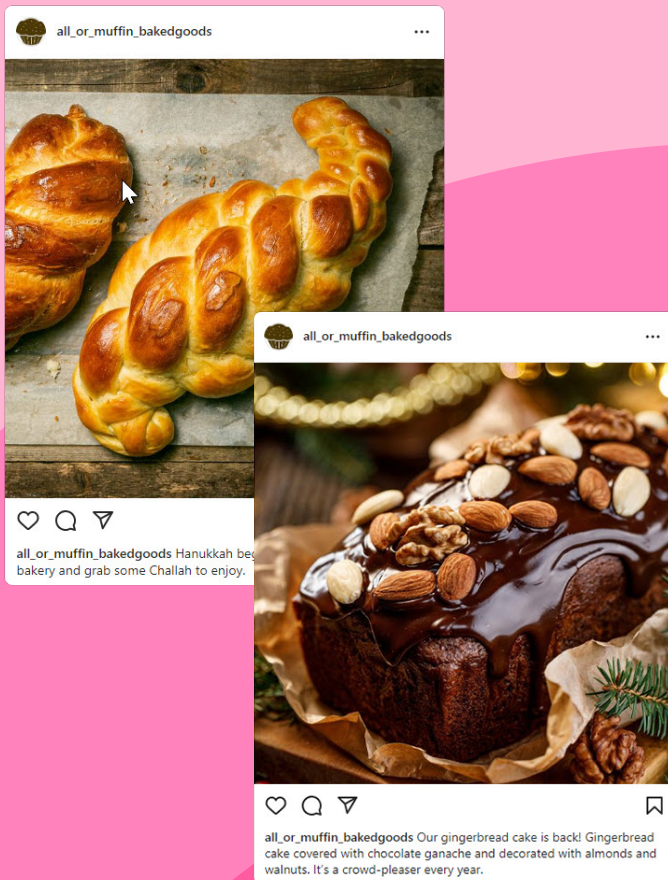 all_or_muffin_bakedgoods
all_or_muffin_bakedgoods Hanukkah
bakery and grab some Challah to enjoy.
all_or_muffin_bakedgoods
all_or_muffin_bakedgoods Our gingerbread cake is back! Gingerbread
cake covered with chocolate ganache and decorated with almonds and
walnuts. It's a crowd-pleaser every year.